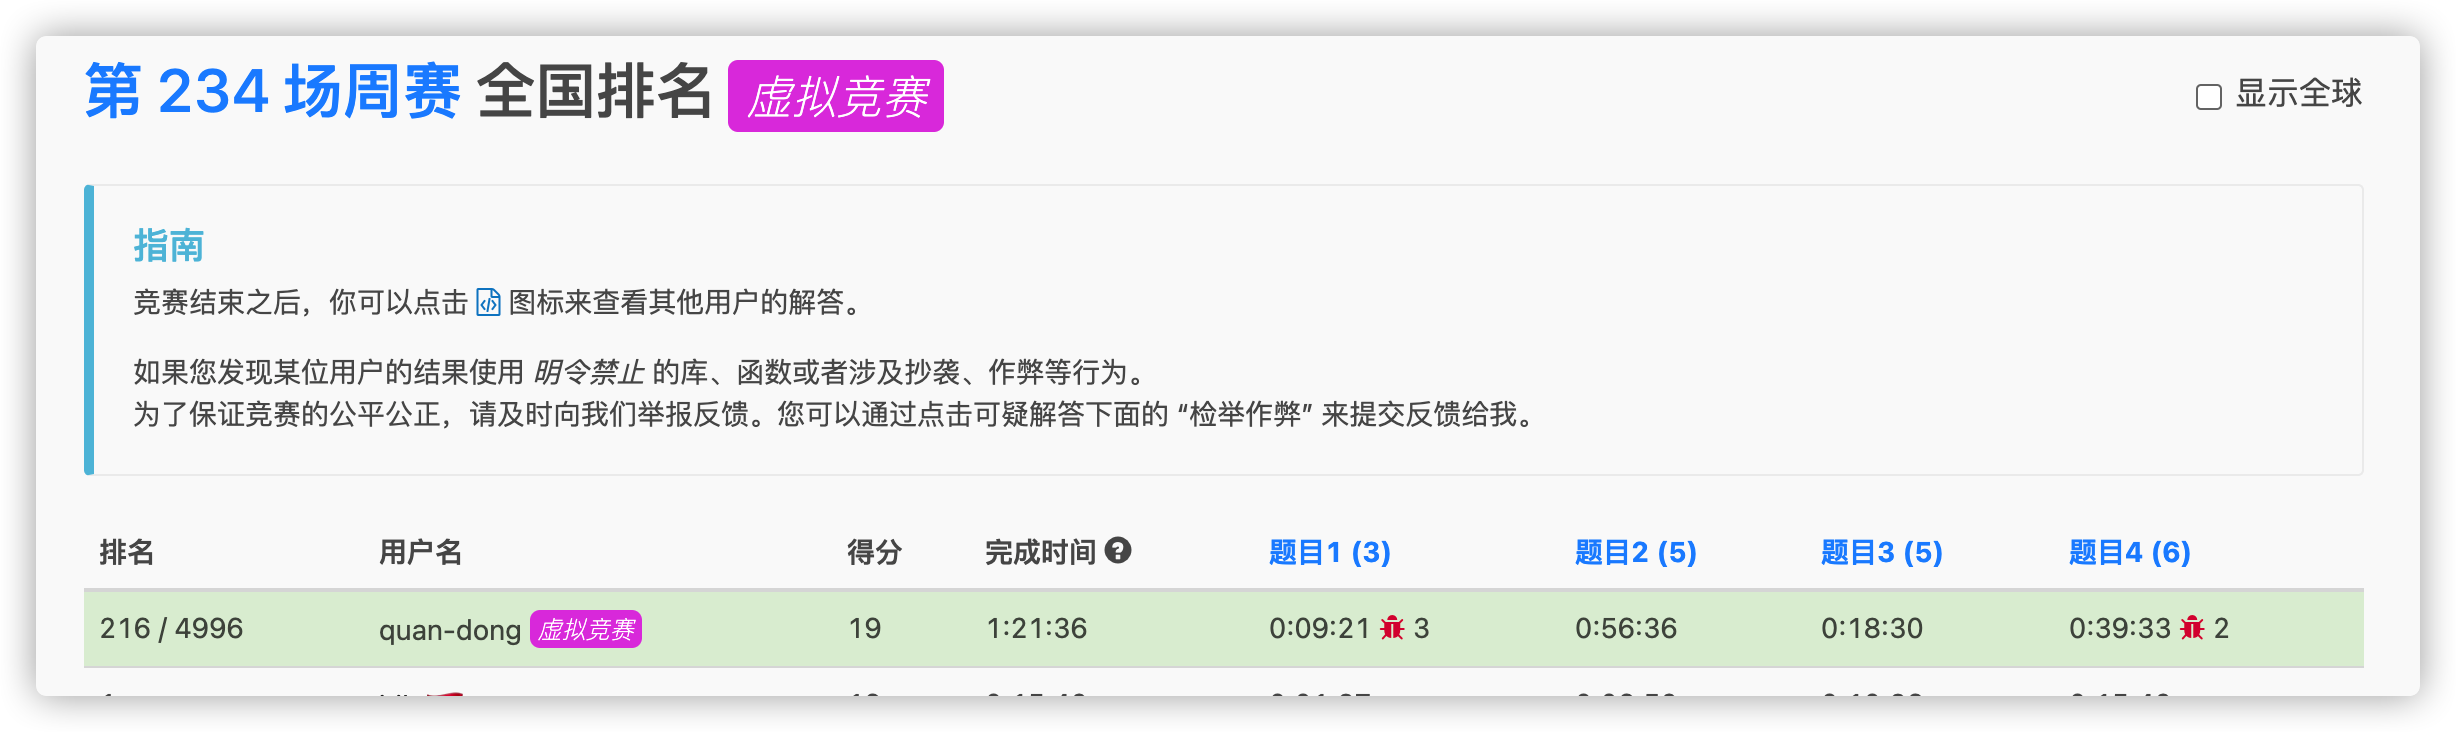 第 234 场周赛 全国排名 虚拟竞赛 显示全球
指南
竞赛结束之后，你可以点击 图标来查看其他用户的解答。
如果您发现某位用户的结果使用 明令禁止 的库、函数或者涉及抄袭、作弊等行为。
为了保证竞赛的公平公正，请及时向我们举报反馈。您可以通过点击可疑解答下面的 “检举作弊” 来提交反馈给我。
排名 用户名 得分 完成时间 题目1 (3) 题目2 (5) 题目3 (5) 题目4 (6)
216 / 4996 quan-dong 虚拟竞赛 19 1:21:36 0:09:21 3 0:56:36 0:18:30 0:39:33 2